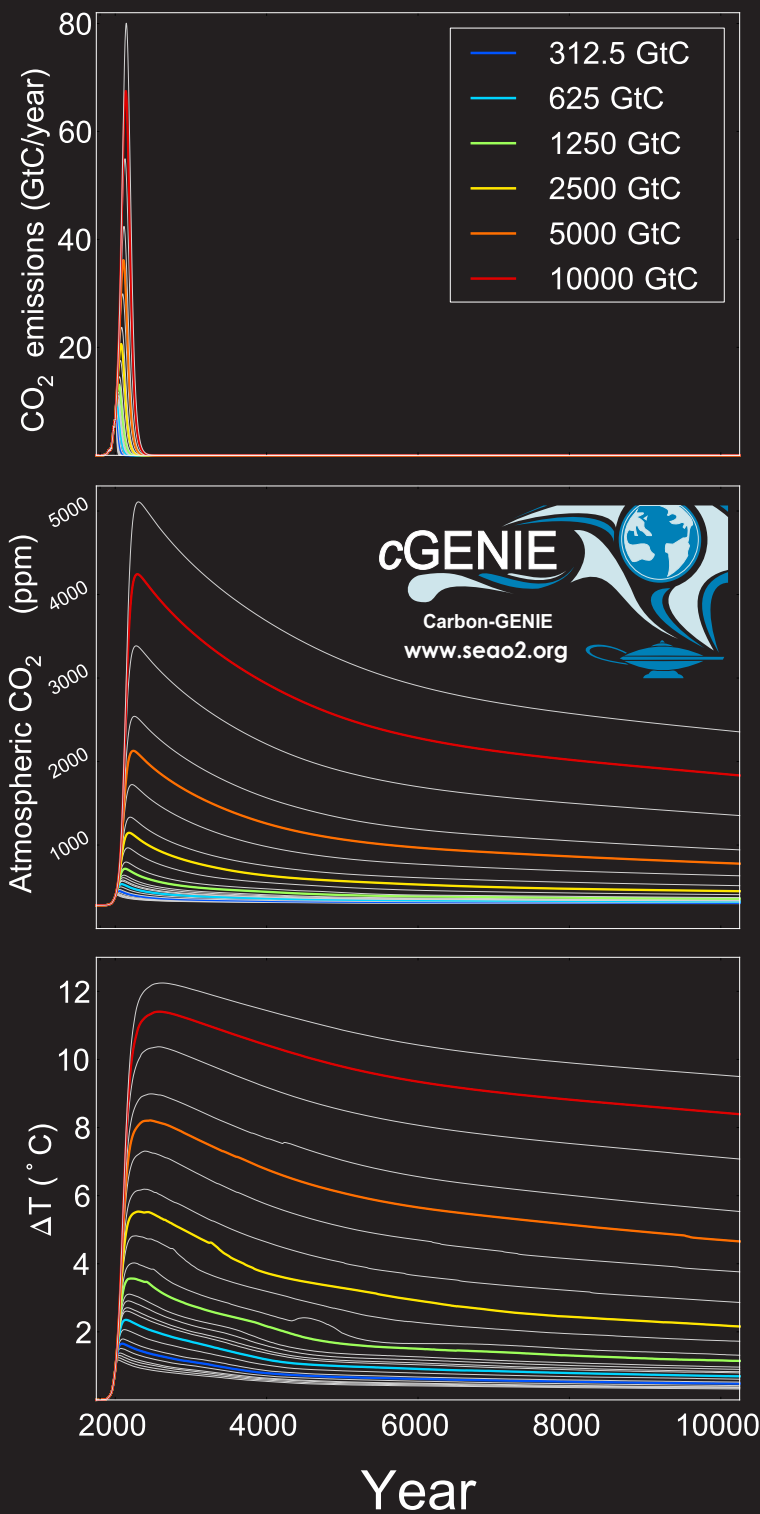 80
60
40
20
CO2 emissions (GtC/year)
312.5 GtC
625 GtC
1250 GtC
2500 GtC
5000 GtC
10000 GtC
5000
4000
3000
2000
1000
Atmospheric CO2 (ppm)
cGENIE
Carbon-GENIE
www.seao2.org
12
10
8
6
4
2
ΔT (°C)
2000 4000 6000 8000 10000
Year